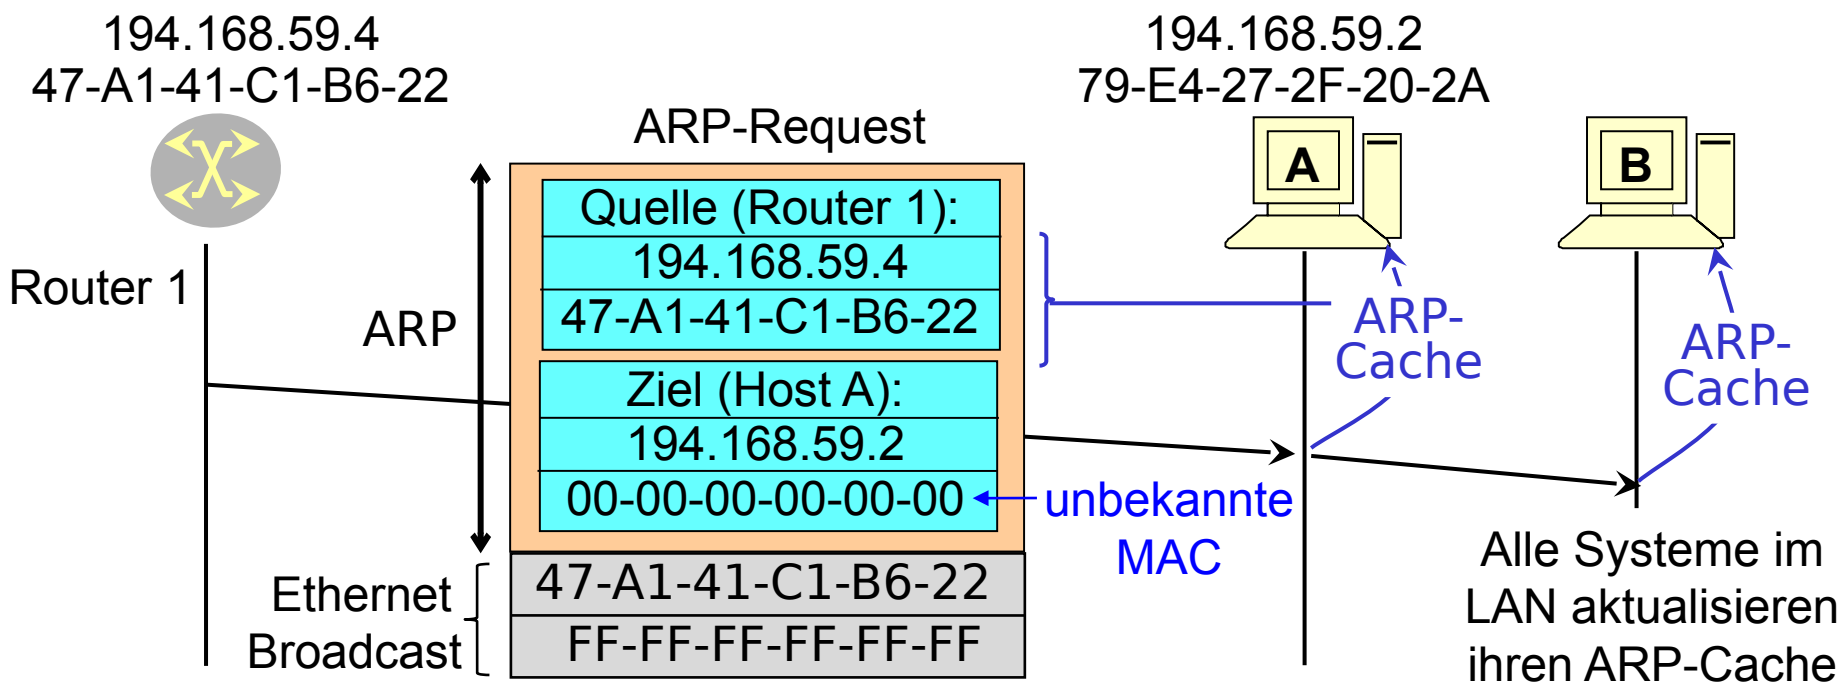 194.168.59.4
47-A1-41-C1-B6-22
Router 1
ARP-Request
ARP
Quelle (Router 1):
194.168.59.4
47-A1-41-C1-B6-22
Ziel (Host A):
194.168.59.2
00-00-00-00-00-00
unbekannte
MAC
Ethernet
Broadcast
47-A1-41-C1-B6-22
FF-FF-FF-FF-FF-FF
194.168.59.2
79-E4-27-2F-20-2A
A
B
ARP-
Cache
ARP-
Cache
Alle Systeme im
LAN aktualisieren
ihren ARP-Cache